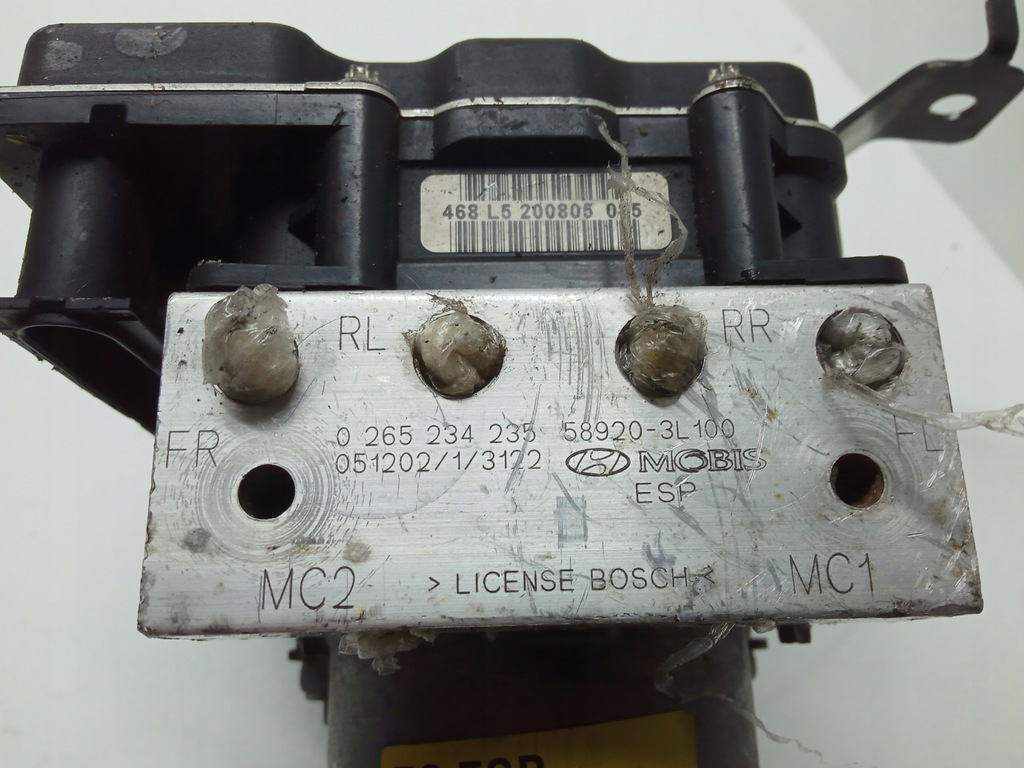 468 L5 200805
RL RR
FR FL
0 265 234 235 58920-3L100
051202/1/3122 MOBIS
ESP
MC2 > LICENSE BOSCH < MC1